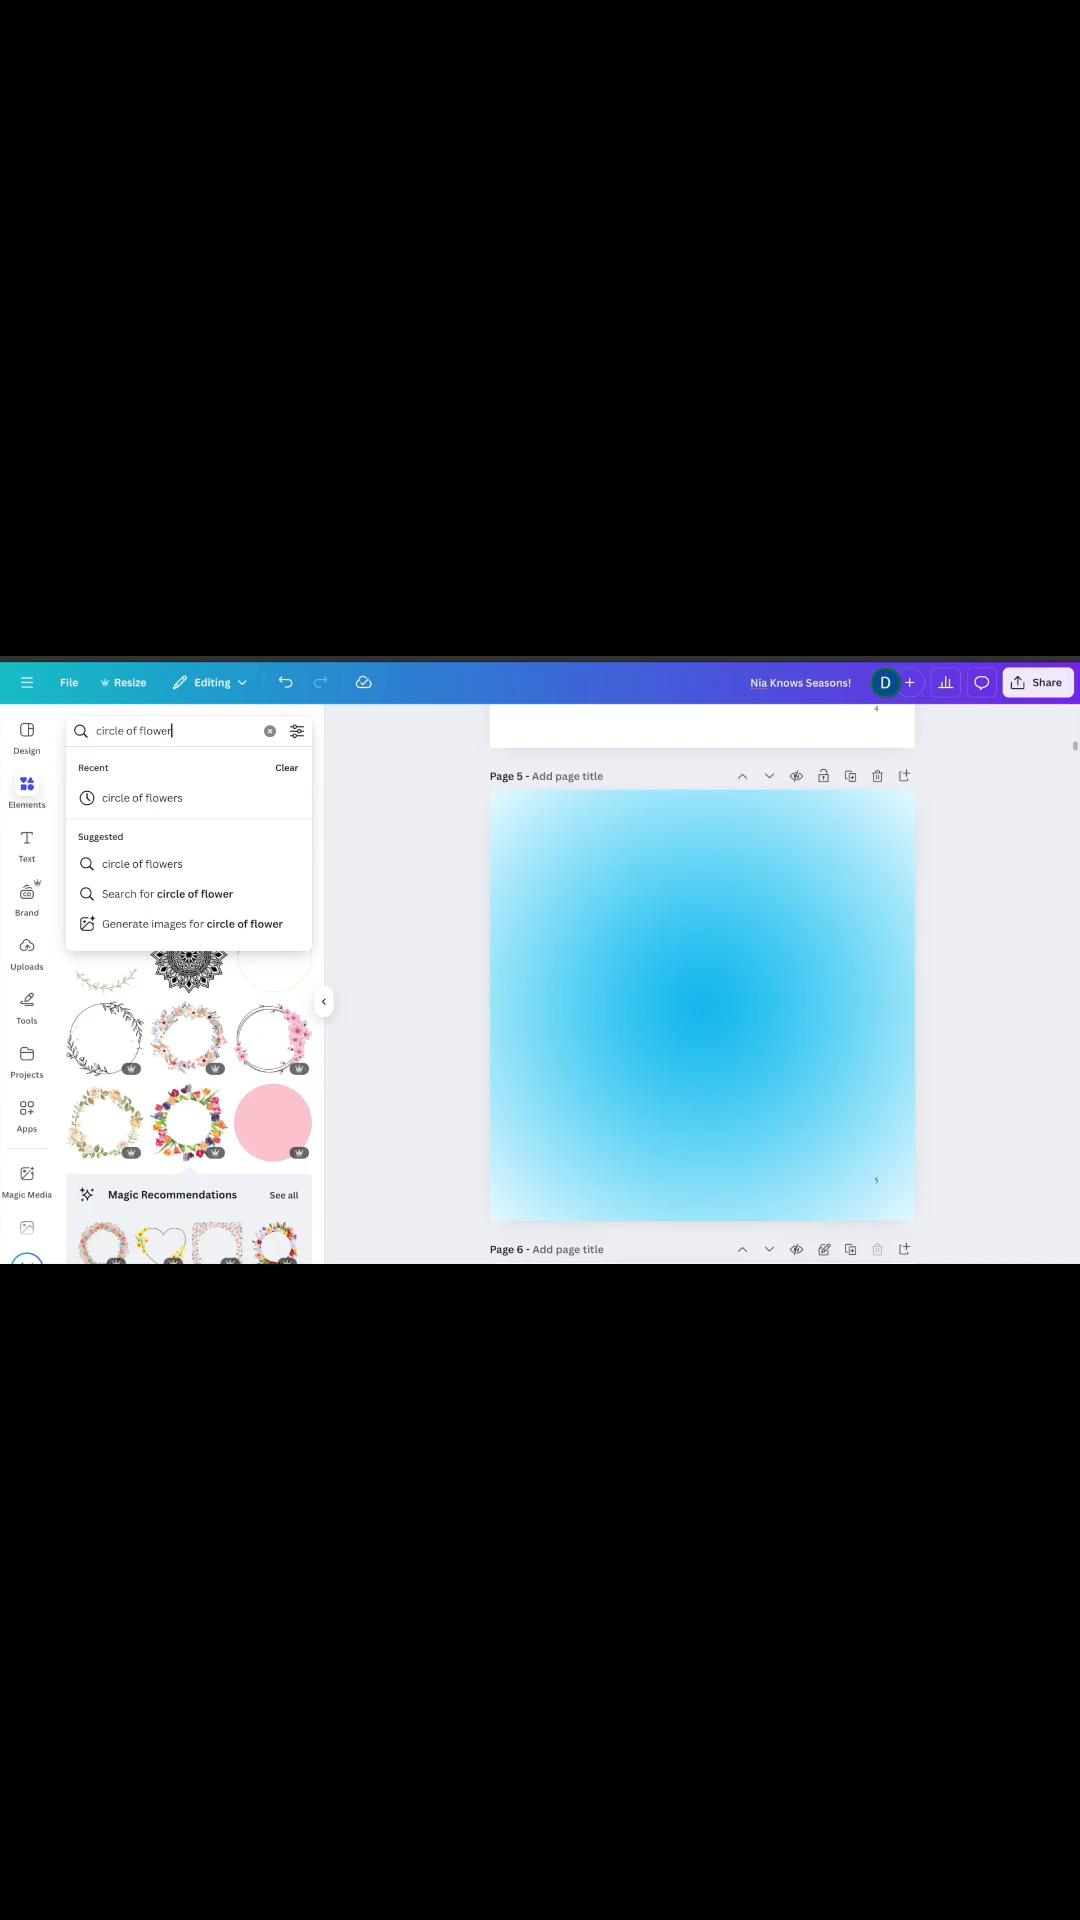 File
Resize
Editing
Nia Knows Seasons!
D
Share
Design
Elements
Text
Brand
CO
Uploads
Tools
Projects
Apps
Magic Media
circle of flower
Recent
Clear
circle of flowers
Suggested
circle of flowers
Search for circle of flower
Generate images for circle of flower
Magic Recommendations
See all
4
Page 5 - Add page title
5
Page 6 - Add page title